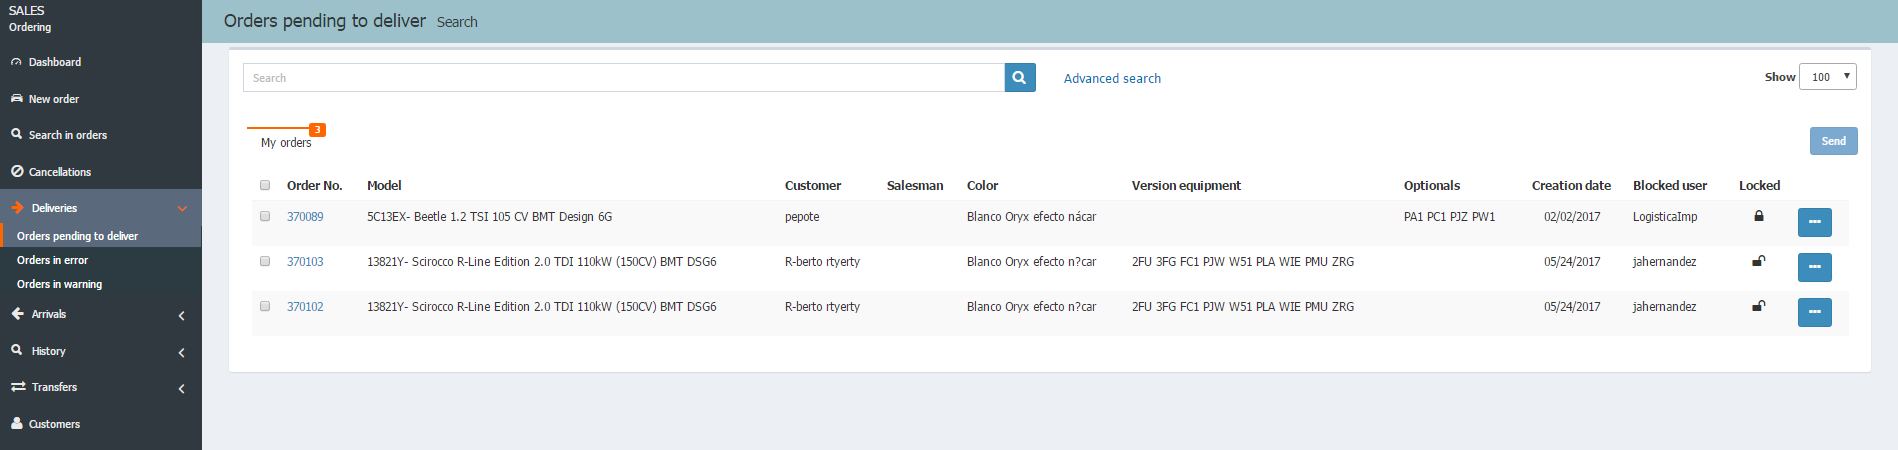 SALES
Ordering
Dashboard
New order
Search in orders
Cancellations
Deliveries
Orders pending to deliver
Orders in error
Orders in warning
Arrivals
History
Transfers
Customers
Orders pending to deliver Search
Search Advanced search Show 100
3
My orders Send
Order No. Model Customer Salesman Color Version equipment Optionals Creation date Blocked user Locked
370089 5C13EX- Beetle 1.2 TSI 105 CV BMT Design 6G pepote Blanco Oryx efecto nácar PA1 PC1 PJZ PW1 02/02/2017 LogisticaImp
370103 13821Y- Scirocco R-Line Edition 2.0 TDI 110kW (150CV) BMT DSG6 R-berto rtyerty Blanco Oryx efecto n?car 2FU 3FG FC1 PJW W51 PLA WIE PMU ZRG 05/24/2017 jahernandez
370102 13821Y- Scirocco R-Line Edition 2.0 TDI 110kW (150CV) BMT DSG6 R-berto rtyerty Blanco Oryx efecto n?car 2FU 3FG FC1 PJW W51 PLA WIE PMU ZRG 05/24/2017 jahernandez